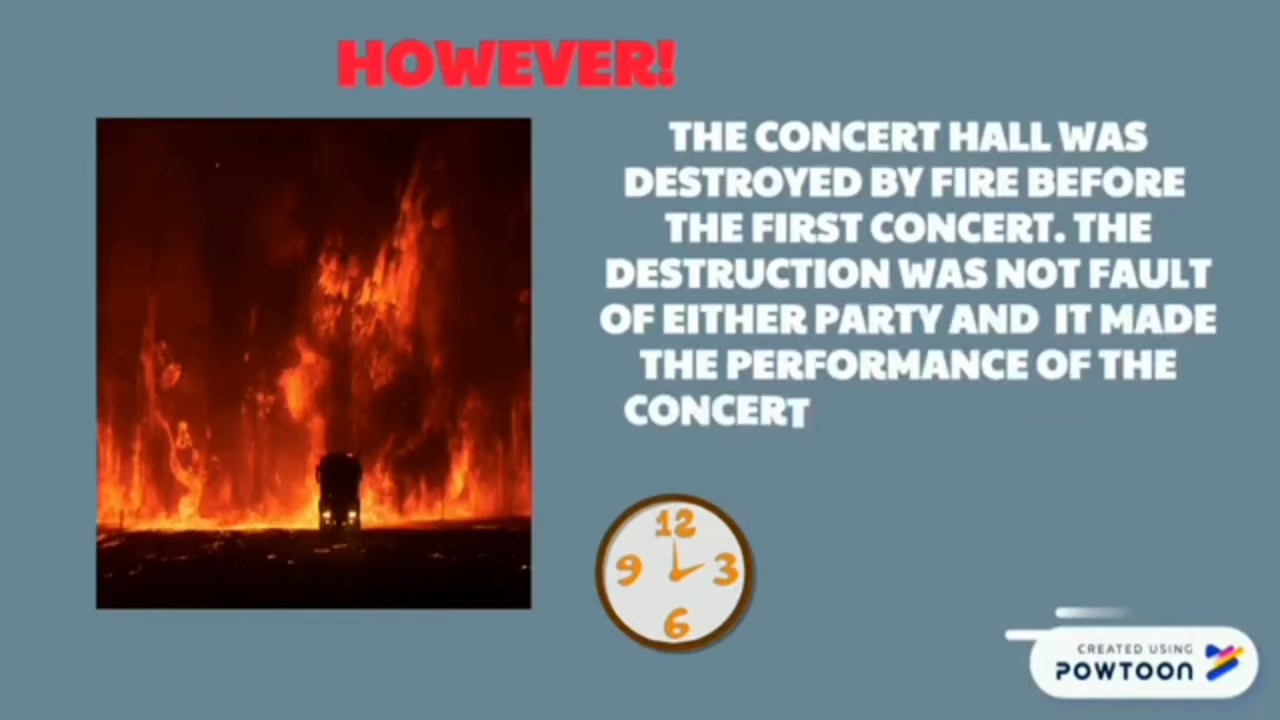 HOWEVER!
THE CONCERT HALL WAS
DESTROYED BY FIRE BEFORE
THE FIRST CONCERT. THE
DESTRUCTION WAS NOT FAULT
OF EITHER PARTY AND IT MADE
THE PERFORMANCE OF THE
CONCERT
12
9 3
6
CREATED USING
POWTOON